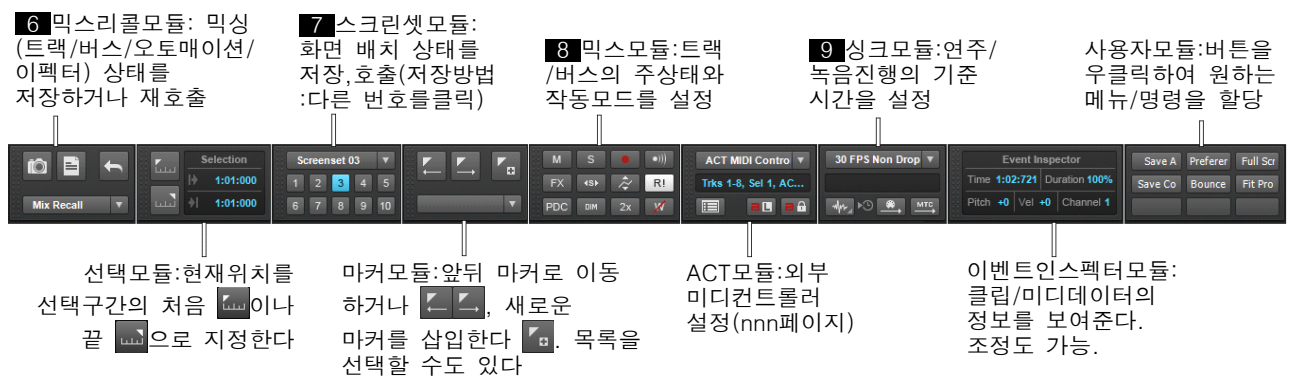 6 믹스리콜모듈: 믹싱
(트랙/버스/오토매이션/
이펙터) 상태를
저장하거나 재호출
7 스크린셋모듈:
화면 배치 상태를
저장,호출(저장방법
:다른 번호를클릭)
8 믹스모듈:트랙
/버스의 주상태와
작동모드를 설정
9 싱크모듈:연주/
녹음진행의 기준
시간을 설정
사용자모듈:버튼을
우클릭하여 원하는
메뉴/명령을 할당
Mix Recall
Selection
1:01:000
1:01:000
Screenset 03
1 2 3 4 5
6 7 8 9 10
M S
FX R!
PDC DIM 2x
ACT MIDI Contro
Trks 1-8, Sel 1, AC...
L
30 FPS Non Drop
MTC
Event Inspector
Time 1:02:721 Duration 100%
Pitch +0 Vel +0 Channel 1
Save A Preferer Full Scr
Save Co Bounce Fit Pro
선택모듈:현재위치를
선택구간의 처음 이나
끝 으로 지정한다
마커모듈:앞뒤 마커로 이동
하거나 , 새로운
마커를 삽입한다 . 목록을
선택할 수도 있다
ACT모듈:외부
미디컨트롤러
설정(nnn페이지)
이벤트인스펙터모듈:
클립/미디데이터의
정보를 보여준다.
조정도 가능.